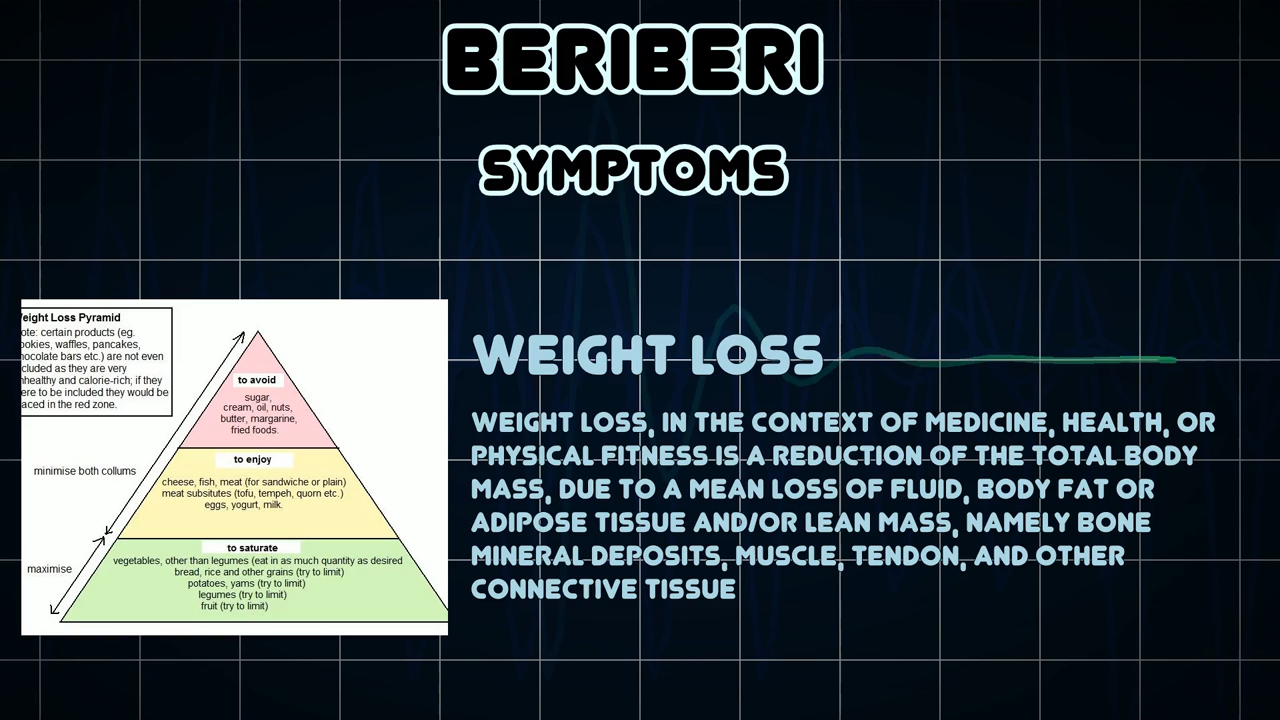 BERIBERI
SYMPTOMS
eight Loss Pyramid
ote: certain products (eg.
ookies, waffles, pancakes,
hocolate bars etc.) are not even
cluded as they are very
nhealthy and calorie-rich; if they
ere to be included they would be
aced in the red zone.
to avoid
sugar,
cream, oil, nuts,
butter, margarine,
fried foods.
minimise both collums
to enjoy
cheese, fish, meat (for sandwiche or plain)
meat subsitutes (tofu, tempeh, quorn etc.)
eggs, yogurt, milk.
maximise
to saturate
vegetables, other than legumes (eat in as much quantity as desired
bread, rice and other grains (try to limit)
potatoes, yams (try to limit)
legumes (try to limit)
fruit (try to limit)
WEIGHT LOSS
WEIGHT LOSS, IN THE CONTEXT OF MEDICINE, HEALTH, OR
PHYSICAL FITNESS IS A REDUCTION OF THE TOTAL BODY
MASS, DUE TO A MEAN LOSS OF FLUID, BODY FAT OR
ADIPOSE TISSUE AND/OR LEAN MASS, NAMELY BONE
MINERAL DEPOSITS, MUSCLE, TENDON, AND OTHER
CONNECTIVE TISSUE